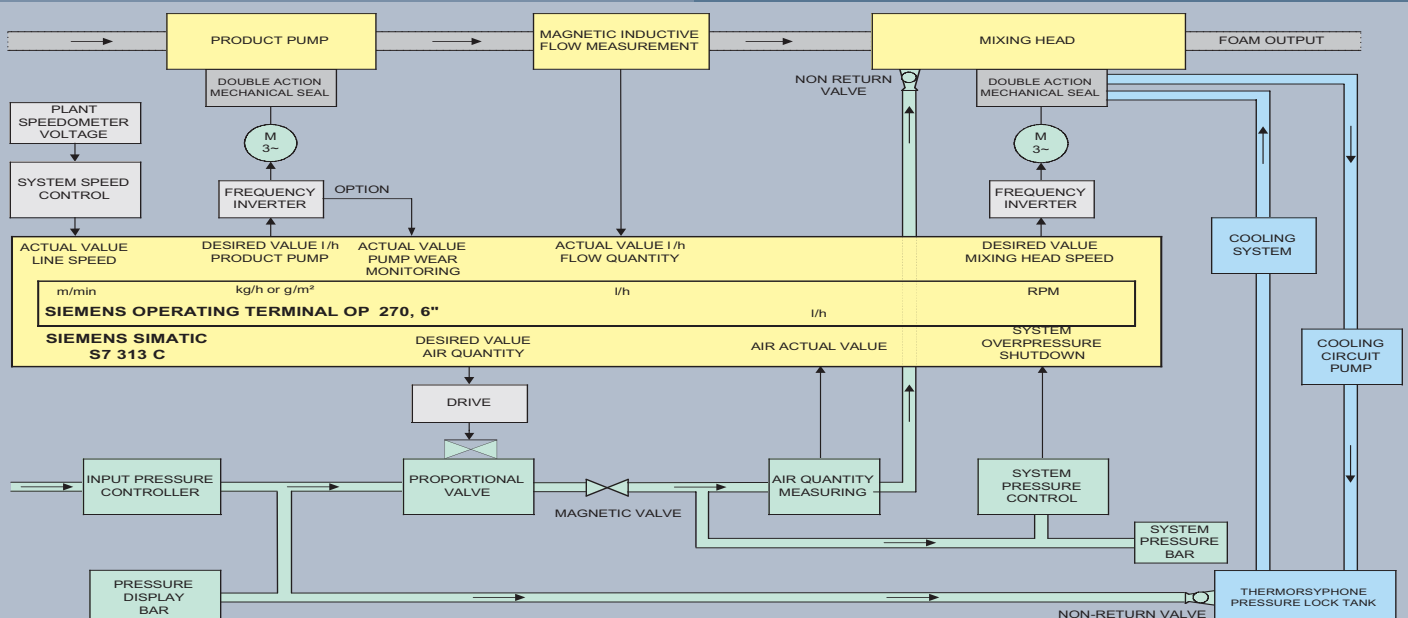 PRODUCT PUMP
MAGNETIC INDUCTIVE
FLOW MEASUREMENT
MIXING HEAD
FOAM OUTPUT
DOUBLE ACTION
MECHANICAL SEAL
NON RETURN
VALVE
DOUBLE ACTION
MECHANICAL SEAL
PLANT
SPEEDOMETER
VOLTAGE
M
3~
M
3~
SYSTEM SPEED
CONTROL
FREQUENCY
INVERTER
OPTION
FREQUENCY
INVERTER
COOLING
SYSTEM
ACTUAL VALUE
LINE SPEED
DESIRED VALUE l/h
PRODUCT PUMP
ACTUAL VALUE
PUMP WEAR
MONITORING
ACTUAL VALUE l/h
FLOW QUANTITY
DESIRED VALUE
MIXING HEAD SPEED
m/min
kg/h or g/m²
l/h
RPM
SIEMENS OPERATING TERMINAL OP 270, 6"
l/h
SIEMENS SIMATIC
S7 313 C
DESIRED VALUE
AIR QUANTITY
AIR ACTUAL VALUE
SYSTEM
OVERPRESSURE
SHUTDOWN
COOLING
CIRCUIT
PUMP
DRIVE
INPUT PRESSURE
CONTROLLER
PROPORTIONAL
VALVE
MAGNETIC VALVE
AIR QUANTITY
MEASURING
SYSTEM
PRESSURE
CONTROL
SYSTEM
PRESSURE
BAR
PRESSURE
DISPLAY
BAR
NON-RETURN VALVE
THERMORSYPHONE
PRESSURE LOCK TANK